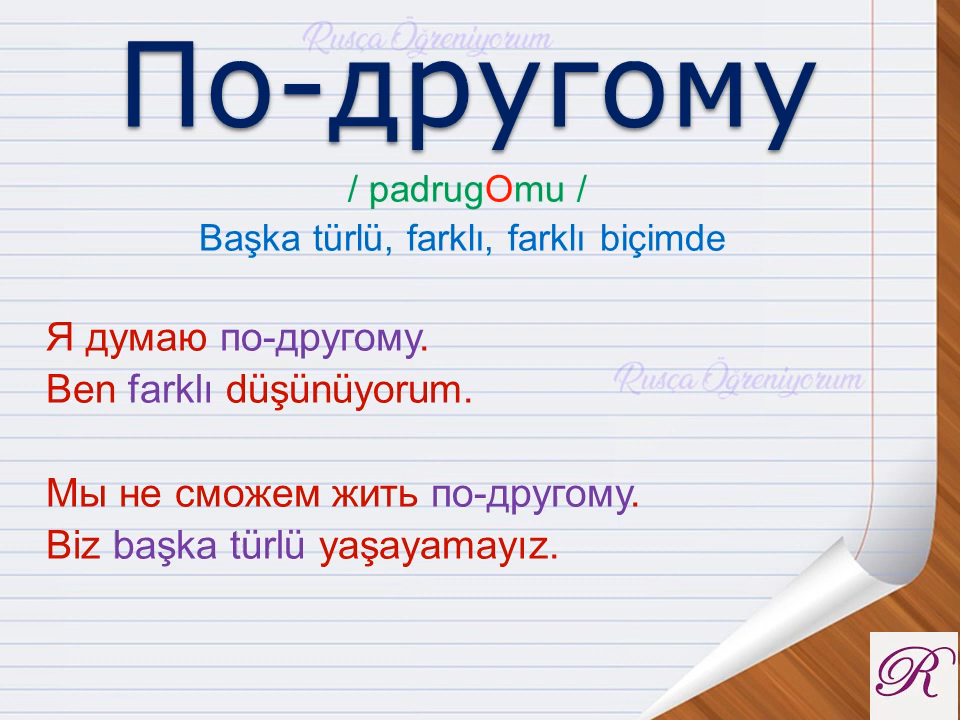 Rusça Öğreniyorum
По-другому
/ padrugOmu /
Başka türlü, farklı, farklı biçimde
Я думаю по-другому.
Ben farklı düşünüyorum.
Rusça Öğreniyorum
Мы не сможем жить по-другому.
Biz başka türlü yaşayamayız.
R